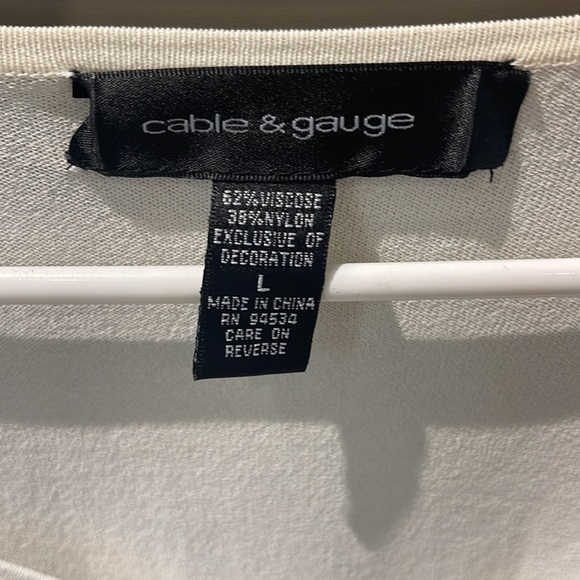 cable & gauge
62% VISCOSE
38% NYLON
EXCLUSIVE OF
DECORATION
L
MADE IN CHINA
RN 94534
CARE ON
REVERSE